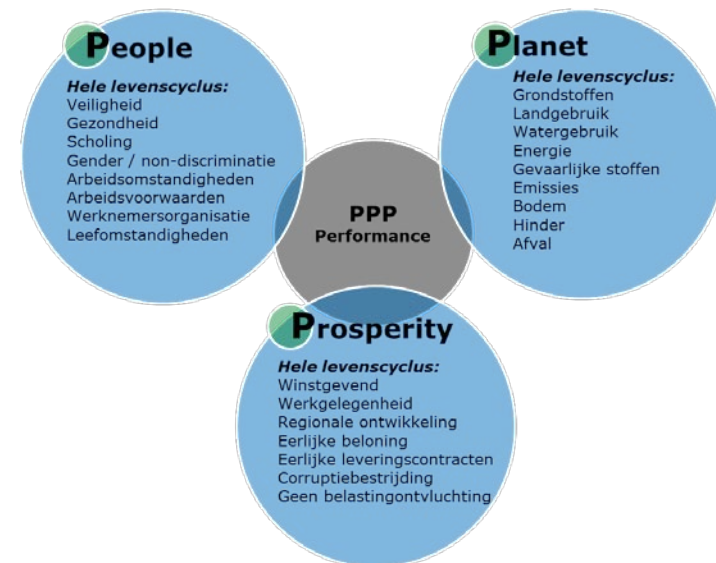 People
Hele levenscyclus:
Veiligheid
Gezondheid
Scholing
Gender / non-discriminatie
Arbeidsomstandigheden
Arbeidsvoorwaarden
Werknemersorganisatie
Leefomstandigheden
Planet
Hele levenscyclus:
Grondstoffen
Landgebruik
Watergebruik
Energie
Gevaarlijke stoffen
Emissies
Bodem
Hinder
Afval
PPP
Performance
Prosperity
Hele levenscyclus:
Winstgevend
Werkgelegenheid
Regionale ontwikkeling
Eerlijke beloning
Eerlijke leveringscontracten
Corruptiebestrijding
Geen belastingontvluchting